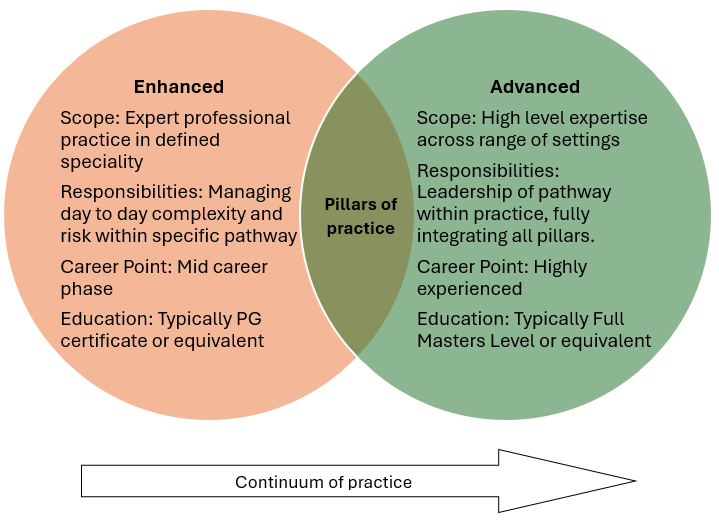 Enhanced
Scope: Expert professional
practice in defined
speciality
Responsibilities: Managing
day to day complexity and
risk within specific pathway
Career Point: Mid career
phase
Education: Typically PG
certificate or equivalent
Pillars of
practice
Advanced
Scope: High level expertise
across range of settings
Responsibilities:
Leadership of pathway
within practice, fully
integrating all pillars.
Career Point: Highly
experienced
Education: Typically Full
Masters Level or equivalent
Continuum of practice